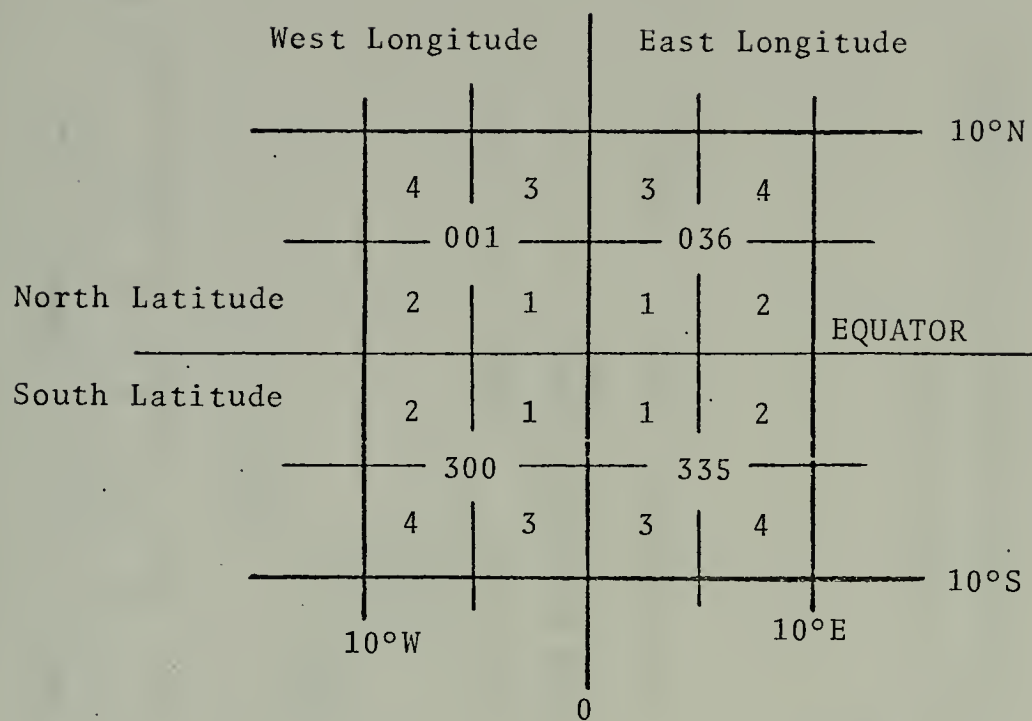 West Longitude East Longitude
10°N
4 3 3 4
001 036
North Latitude 2 1 1 2
EQUATOR
South Latitude 2 1 1 2
300 335
4 3 3 4
10°S
10°W 10°E
0